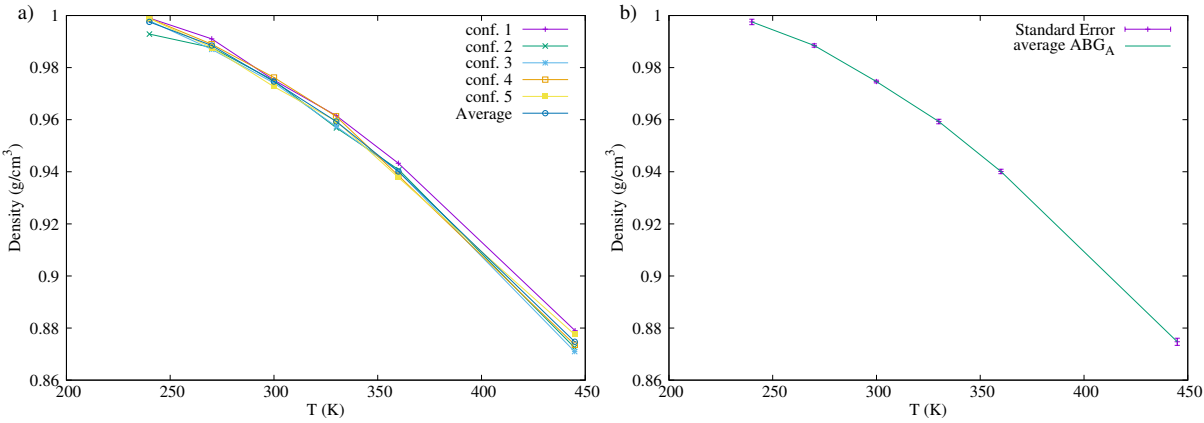 a)
1
0.98
0.96
0.94
0.92
0.9
0.88
0.86
200 250 300 350 400 450
Density (g/cm³)
T (K)
conf. 1
conf. 2
conf. 3
conf. 4
conf. 5
Average
b)
1
0.98
0.96
0.94
0.92
0.9
0.88
0.86
200 250 300 350 400 450
Density (g/cm³)
T (K)
Standard Error
average ABG_A